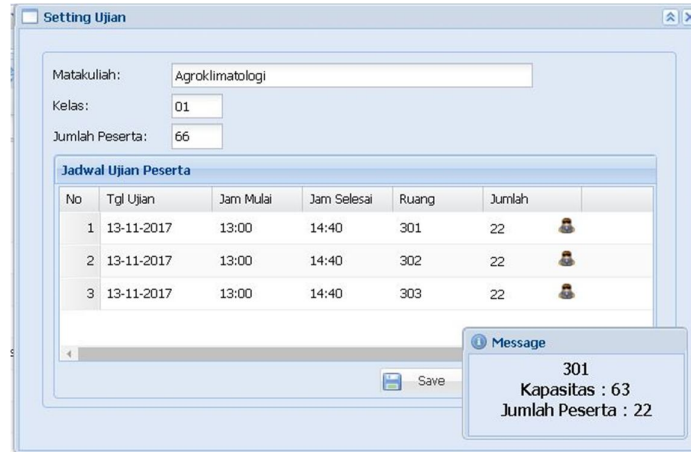 Setting Ujian
Matakuliah: Agroklimatologi
Kelas: 01
Jumlah Peserta: 66
Jadwal Ujian Peserta
No Tgl Ujian Jam Mulai Jam Selesai Ruang Jumlah
1 13-11-2017 13:00 14:40 301 22
2 13-11-2017 13:00 14:40 302 22
3 13-11-2017 13:00 14:40 303 22
Save
Message
301
Kapasitas : 63
Jumlah Peserta : 22